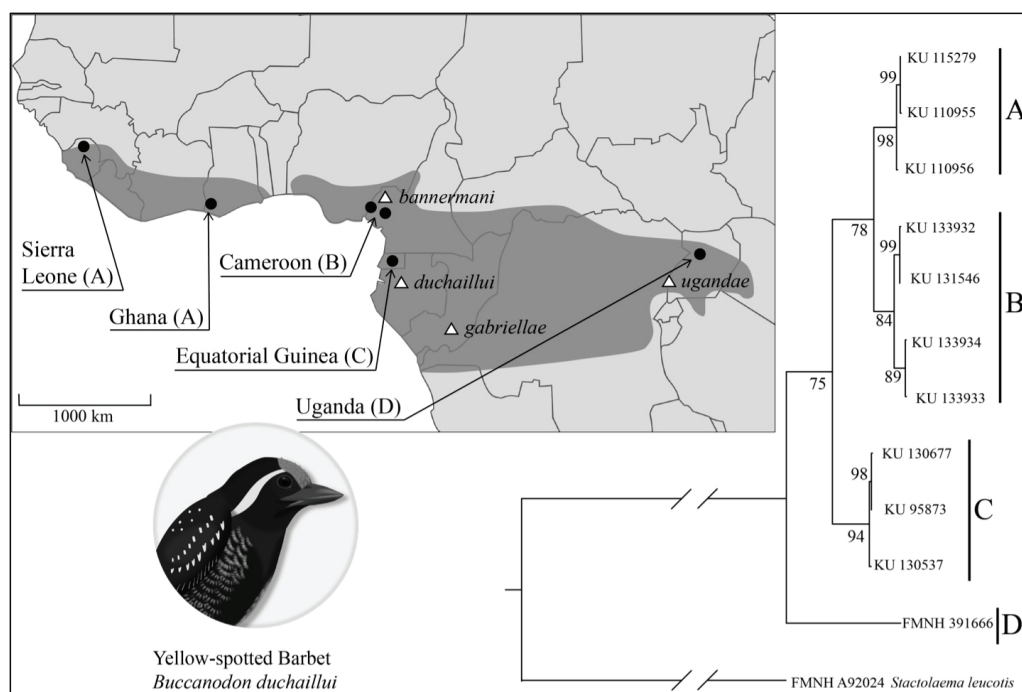 bannermani
Sierra
Leone (A)
Cameroon (B)
duchaillui
ugandae
Ghana (A)
gabriellae
Equatorial Guinea (C)
Uganda (D)
1000 km
Yellow-spotted Barbet
Buccanodon duchaillui
KU 115279
99
KU 110955
A
98
KU 110956
78
KU 133932
99
KU 131546
B
84
KU 133934
89
KU 133933
75
KU 130677
98
KU 95873
C
94
KU 130537
FMNH 391666
D
FMNH A92024 Stactolaema leucotis